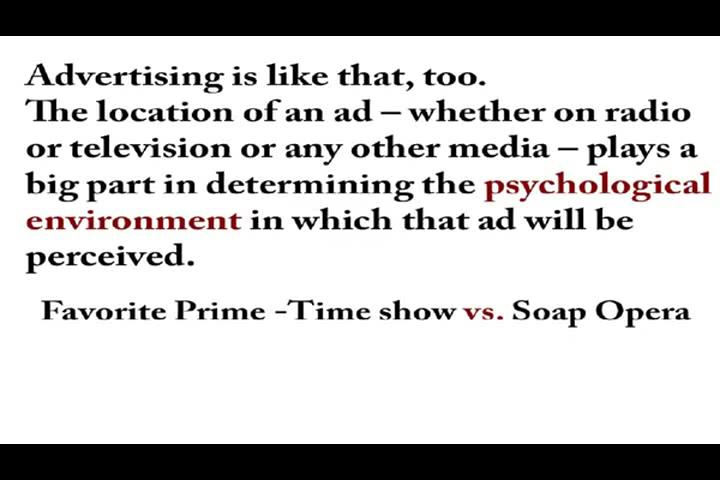 Advertising is like that, too.
The location of an ad – whether on radio
or television or any other media – plays a
big part in determining the psychological
environment in which that ad will be
perceived.
Favorite Prime -Time show vs. Soap Opera